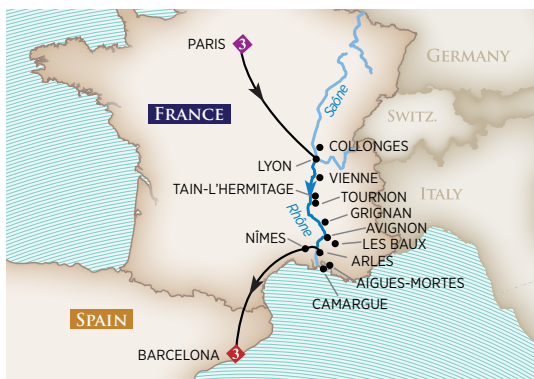 PARIS
3
GERMANY
Saône
FRANCE
SWITZ.
COLLONGES
LYON
VIENNE
TAIN-L'HERMITAGE
ITALY
TOURNON
Rhône
GRIGNAN
AVIGNON
NÎMES
LES BAUX
ARLES
AIGUES-MORTES
CAMARGUE
SPAIN
BARCELONA
3